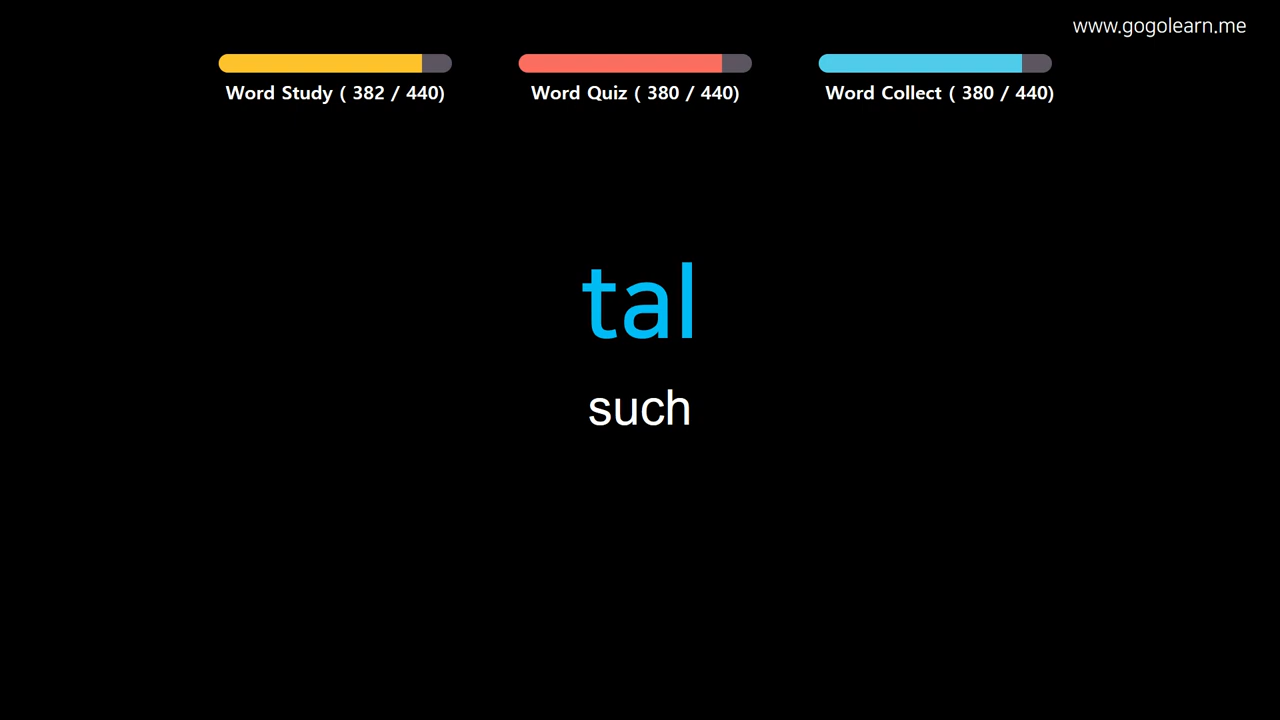 www.gogolearn.me
Word Study ( 382 / 440)
Word Quiz ( 380 / 440)
Word Collect ( 380 / 440)
tal
such